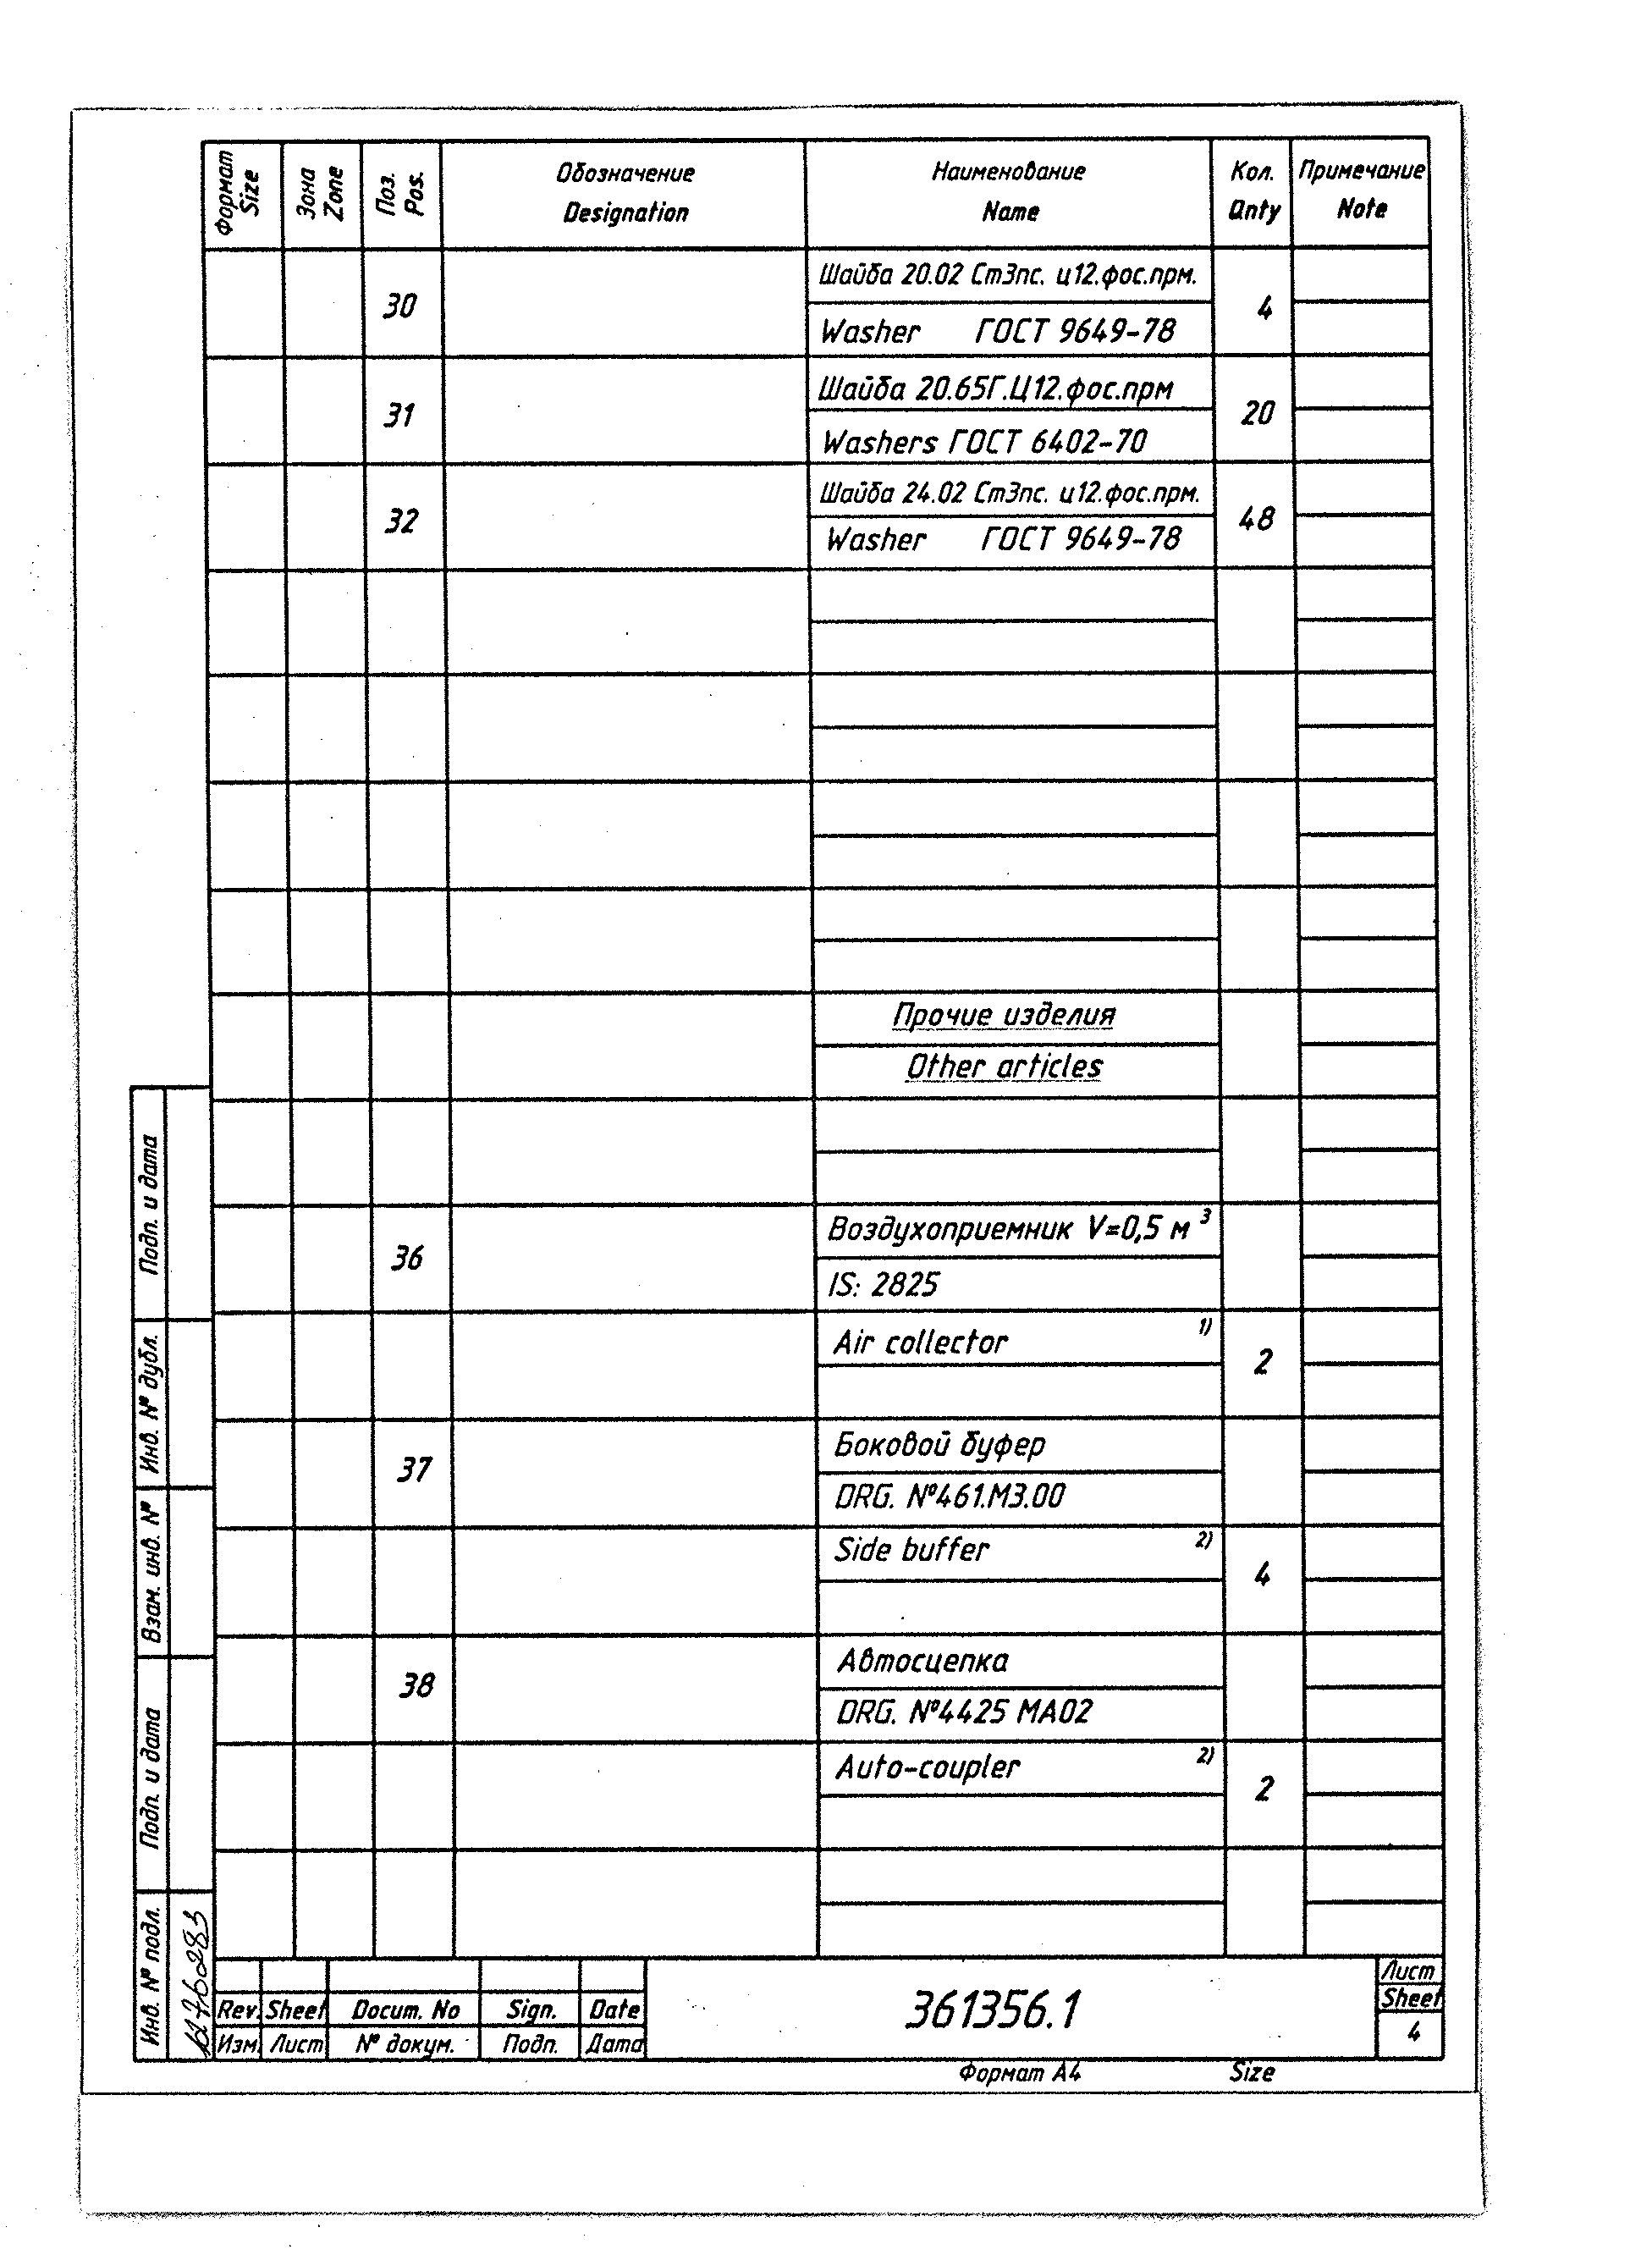 Формат Size
Зона Zone
Поз. Pos.
Обозначение
Designation
Наименование
Name
Кол.
Qnty
Примечание
Note
30
Шайба 20.02 Ст3пс. ц12.фос.прм.
Washer ГОСТ 9649-78
4
31
Шайба 20.65Г.Ц12.фос.прм
Washers ГОСТ 6402-70
20
32
Шайба 24.02 Ст3пс. ц12.фос.прм.
Washer ГОСТ 9649-78
48
Прочие изделия
Other articles
36
Воздухоприемник V=0,5 м 3
IS: 2825
Air collector 1)
2
37
Боковой буфер
DRG. №461.М3.00
Side buffer 2)
4
38
Автосцепка
DRG. №4425 МА02
Auto-coupler 2)
2
Подп. и дата
Инв. № дубл.
Взам. инв. №
Подп. и дата
Инв. № подл.
Rev. Sheet Docum. No Sign. Date
Изм. Лист № докум. Подп. Дата
361356.1
Лист
Sheet
4
Формат А4 Size